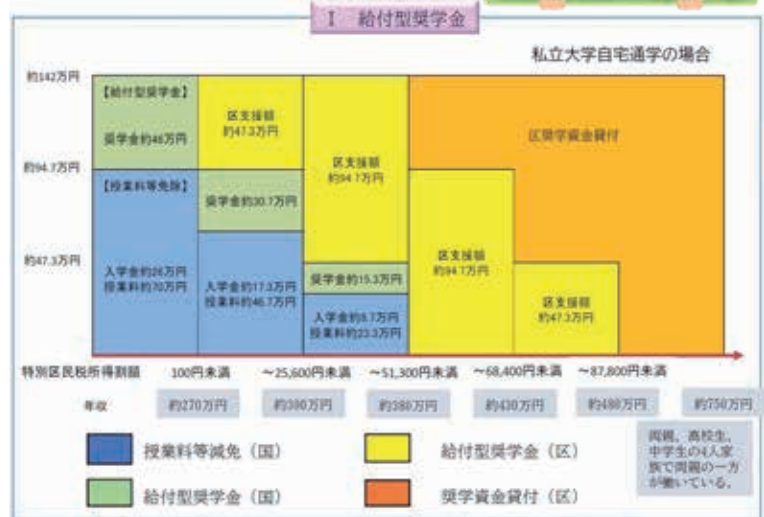 I 給付型奨学金
私立大学自宅通学の場合
約142万円
約94.7万円
約47.3万円
【給付型奨学金】
奨学金約46万円
【授業料等免除】
入学金約26万円
授業料約70万円
区支援額
約47.3万円
奨学金約30.7万円
入学金約17.3万円
授業料約46.7万円
区支援額
約94.7万円
奨学金約15.3万円
入学金約8.7万円
授業料約23.3万円
区支援額
約94.7万円
区支援額
約47.3万円
区奨学資金貸付
特別区民税所得割額 100円未満 ～25,600円未満 ～51,300円未満 ～68,400円未満 ～87,800円未満
年収 約270万円 約300万円 約380万円 約430万円 約480万円 約750万円
授業料等減免（国）
給付型奨学金（区）
給付型奨学金（国）
奨学資金貸付（区）
両親、高校生、
中学生の4人家
族で両親の一方
が働いている。